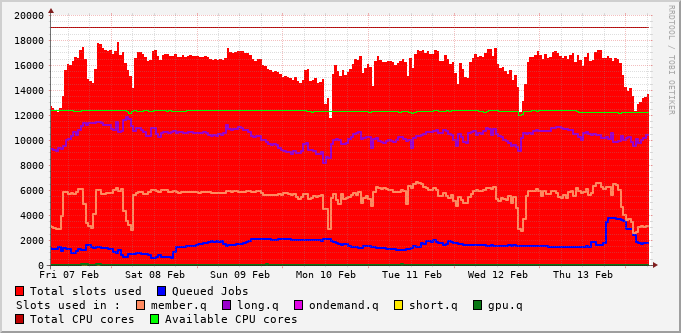 20000
18000
16000
14000
12000
10000
8000
6000
4000
2000
0
Fri 07 Feb Sat 08 Feb Sun 09 Feb Mon 10 Feb Tue 11 Feb Wed 12 Feb Thu 13 Feb
Total slots used Queued Jobs
Slots used in : member.q long.q ondemand.q short.q gpu.q
Total CPU cores Available CPU cores
RRDTOOL / TOBI OETIKER